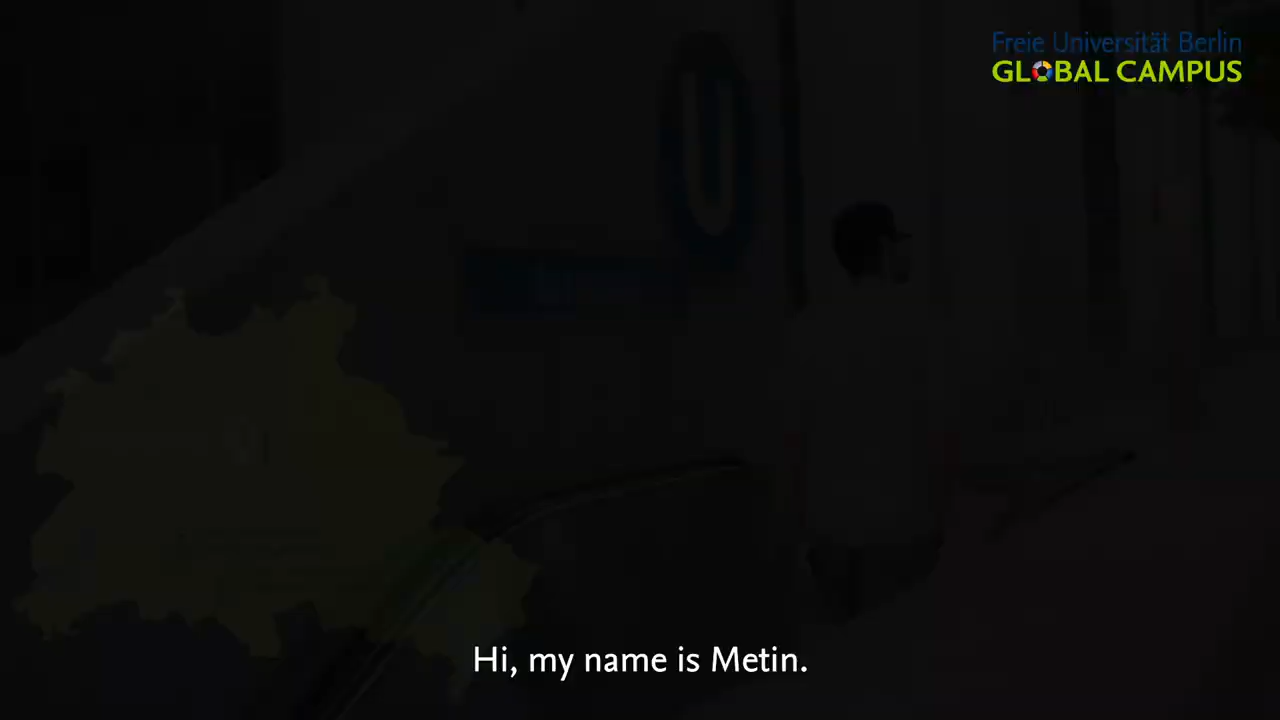 Freie Universität Berlin
GLOBAL CAMPUS
U
Hi, my name is Metin.